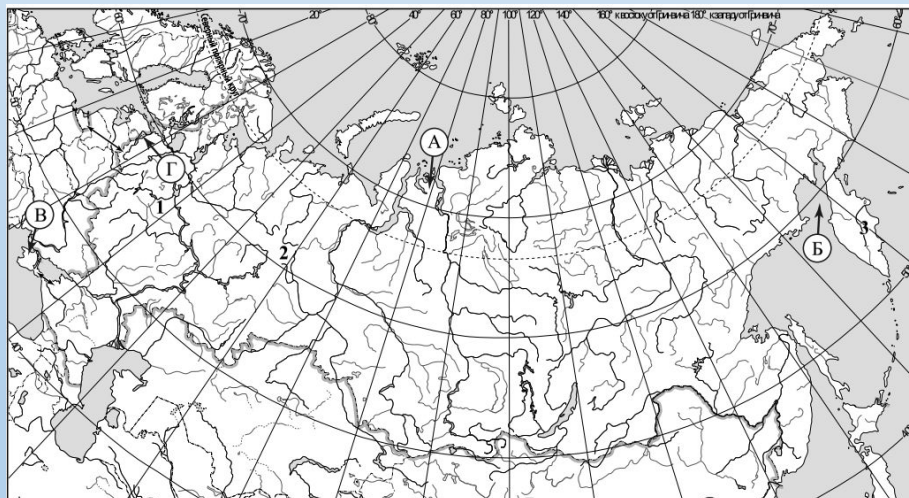 20° 40° 60° 80° 100° 120° 140° 160° к востоку от Гринвича 180° к западу от Гринвича
Северный полярный круг
А
Г
В
1
2
3
Б